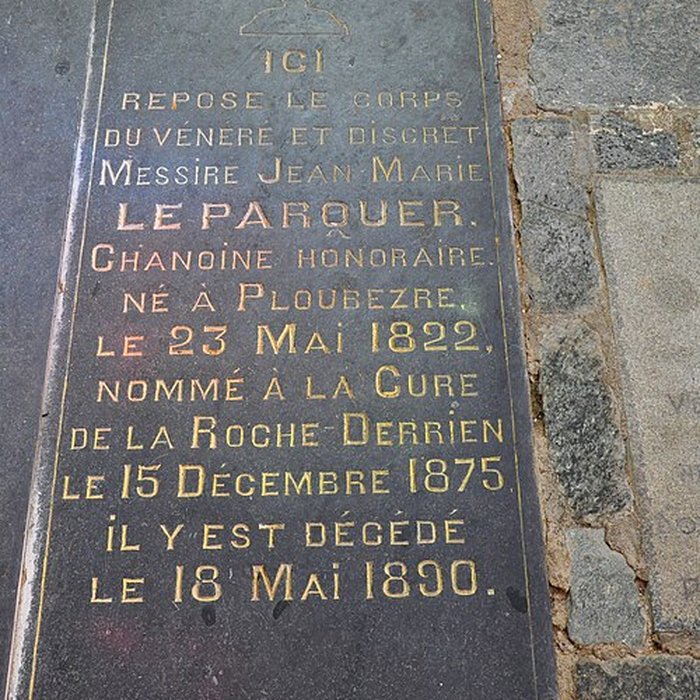 ICI
REPOSE LE CORPS
DU VÉNERE ET DISCRET
MESSIRE JEAN MARIE
LE PARQUER.
CHANOINE HONORAIRE.
NÉ À PLOUBEZRE,
LE 23 MAI 1822,
NOMMÉ À LA CURE
DE LA ROCHE-DERRIEN
LE 15 DÉCEMBRE 1875,
IL Y EST DÉCÉDÉ
LE 18 MAI 1890.